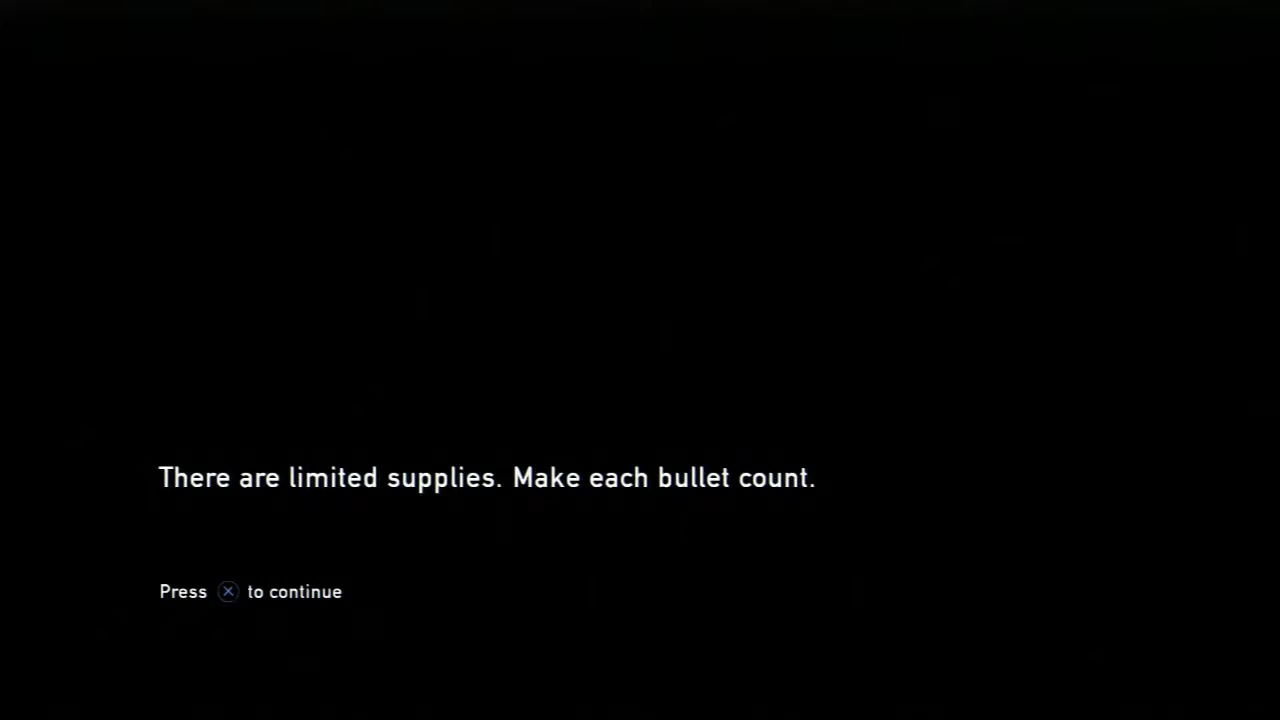 There are limited supplies. Make each bullet count.
Press ⓧ to continue